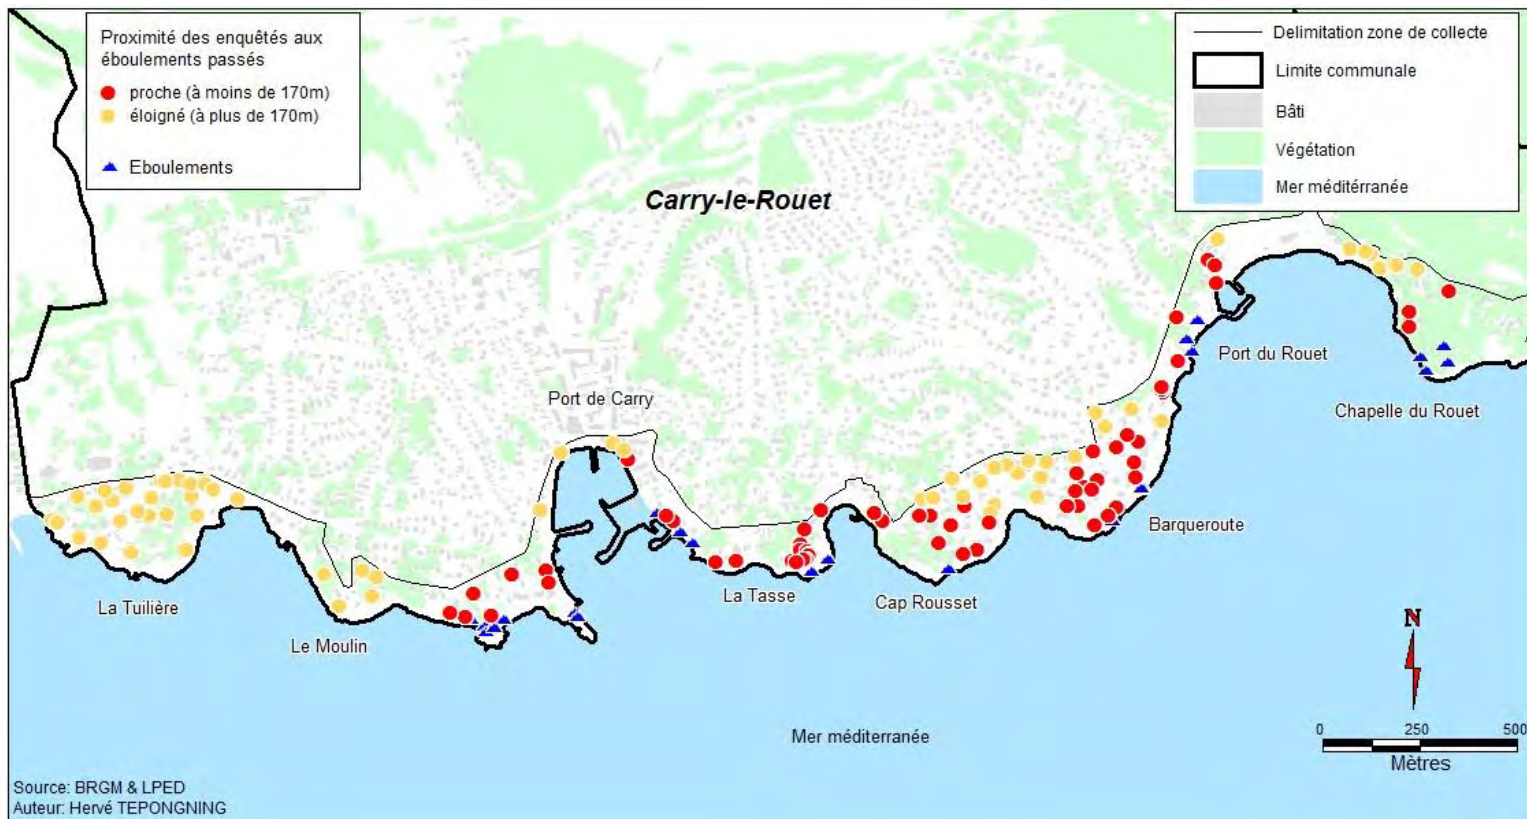 Proximité des enquêtés aux
éboulements passés
proche (à moins de 170m)
éloigné (à plus de 170m)
Eboulements
Delimitation zone de collecte
Limite communale
Bâti
Végétation
Mer méditérranée
Carry-le-Rouet
Port du Rouet
Port de Carry
Chapelle du Rouet
Barqueroute
La Tasse
Cap Rousset
La Tuilière
Le Moulin
N
Mer méditerranée
0 250 500
Mètres
Source: BRGM & LPED
Auteur: Hervé TEPONGNING